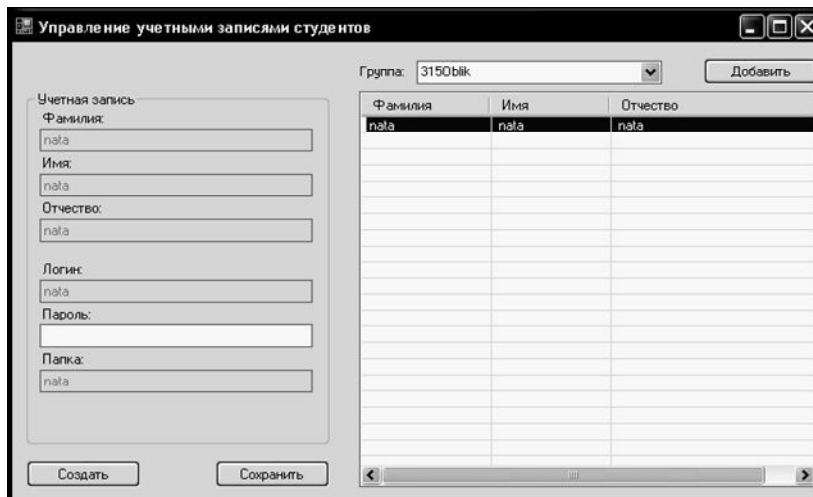 Управление учетными записями студентов
Группа: 315Oblik Добавить
Учетная запись
Фамилия:
nata
Имя:
nata
Отчество:
nata
Логин:
nata
Пароль:
Папка:
nata
Создать Сохранить
Фамилия Имя Отчество
nata nata nata